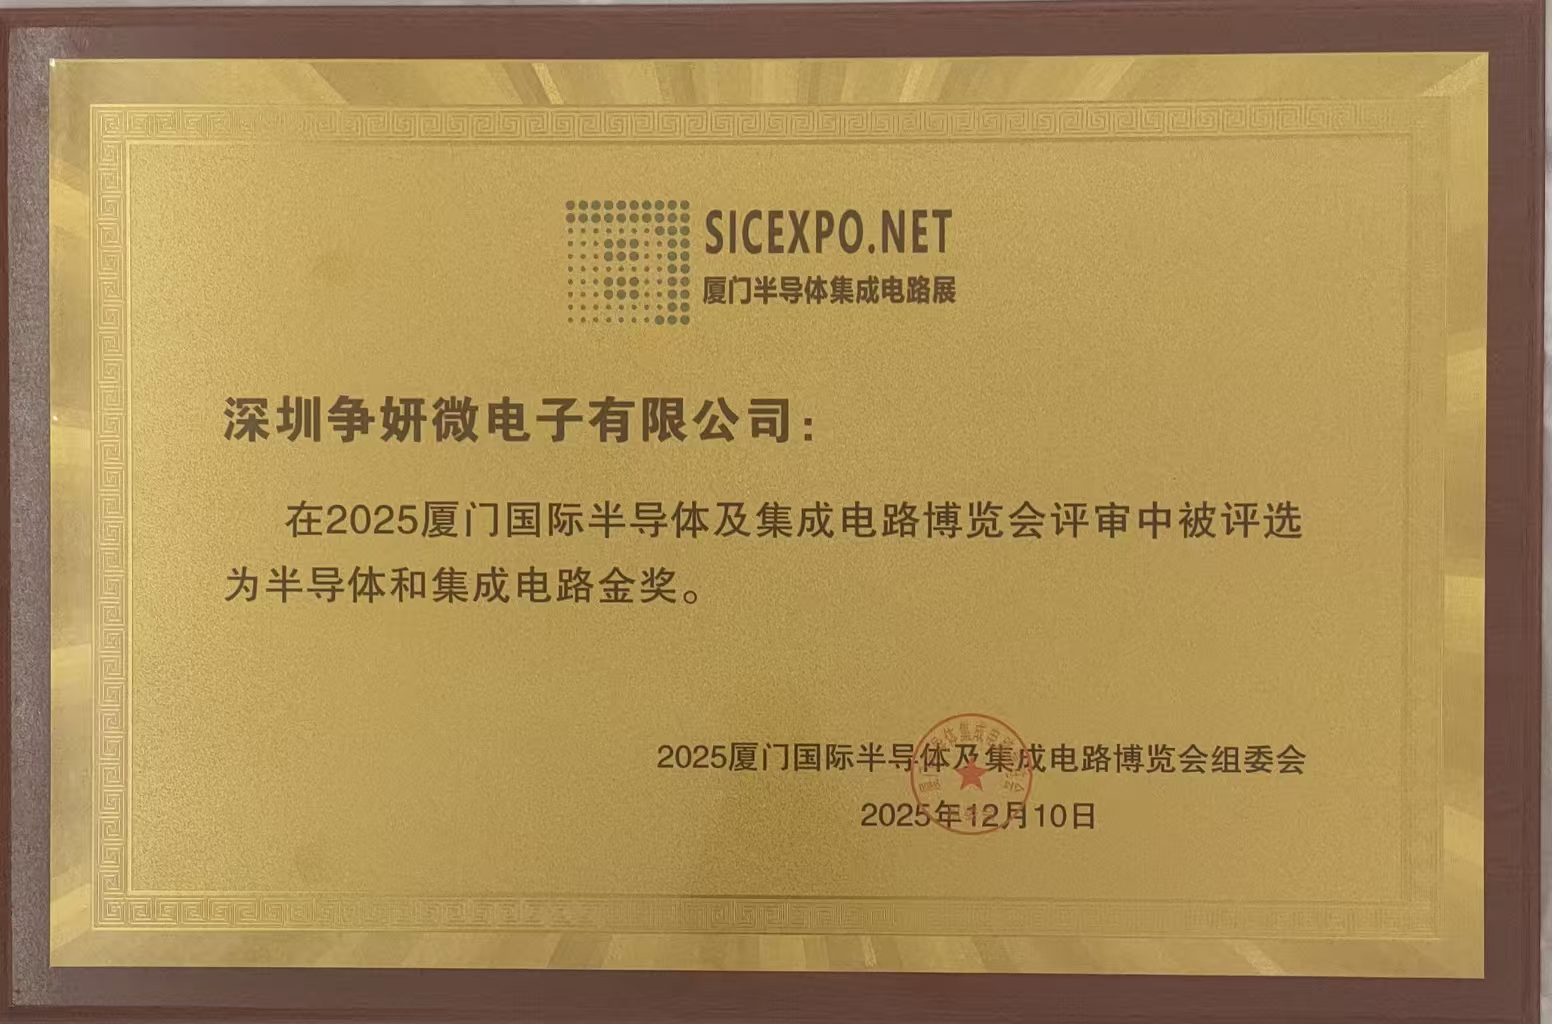 SICEXPO.NET
厦门半导体集成电路展
深圳争妍微电子有限公司：
在2025厦门国际半导体及集成电路博览会评审中被评选
为半导体和集成电路金奖。
2025厦门国际半导体及集成电路博览会组委会
2025年12月10日